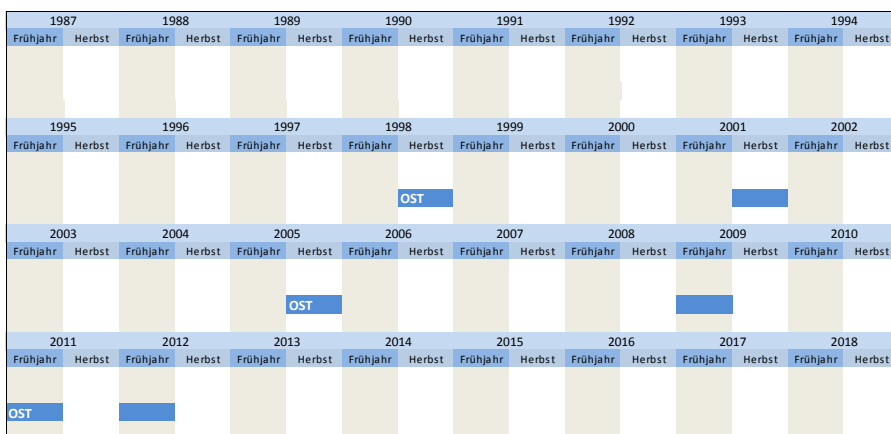 1987 1988 1989 1990 1991 1992 1993 1994
Frühjahr Herbst Frühjahr Herbst Frühjahr Herbst Frühjahr Herbst Frühjahr Herbst Frühjahr Herbst Frühjahr Herbst Frühjahr Herbst
1995 1996 1997 1998 1999 2000 2001 2002
Frühjahr Herbst Frühjahr Herbst Frühjahr Herbst Frühjahr Herbst Frühjahr Herbst Frühjahr Herbst Frühjahr Herbst Frühjahr Herbst
OST
2003 2004 2005 2006 2007 2008 2009 2010
Frühjahr Herbst Frühjahr Herbst Frühjahr Herbst Frühjahr Herbst Frühjahr Herbst Frühjahr Herbst Frühjahr Herbst Frühjahr Herbst
OST
2011 2012 2013 2014 2015 2016 2017 2018
Frühjahr Herbst Frühjahr Herbst Frühjahr Herbst Frühjahr Herbst Frühjahr Herbst Frühjahr Herbst Frühjahr Herbst Frühjahr Herbst
OST